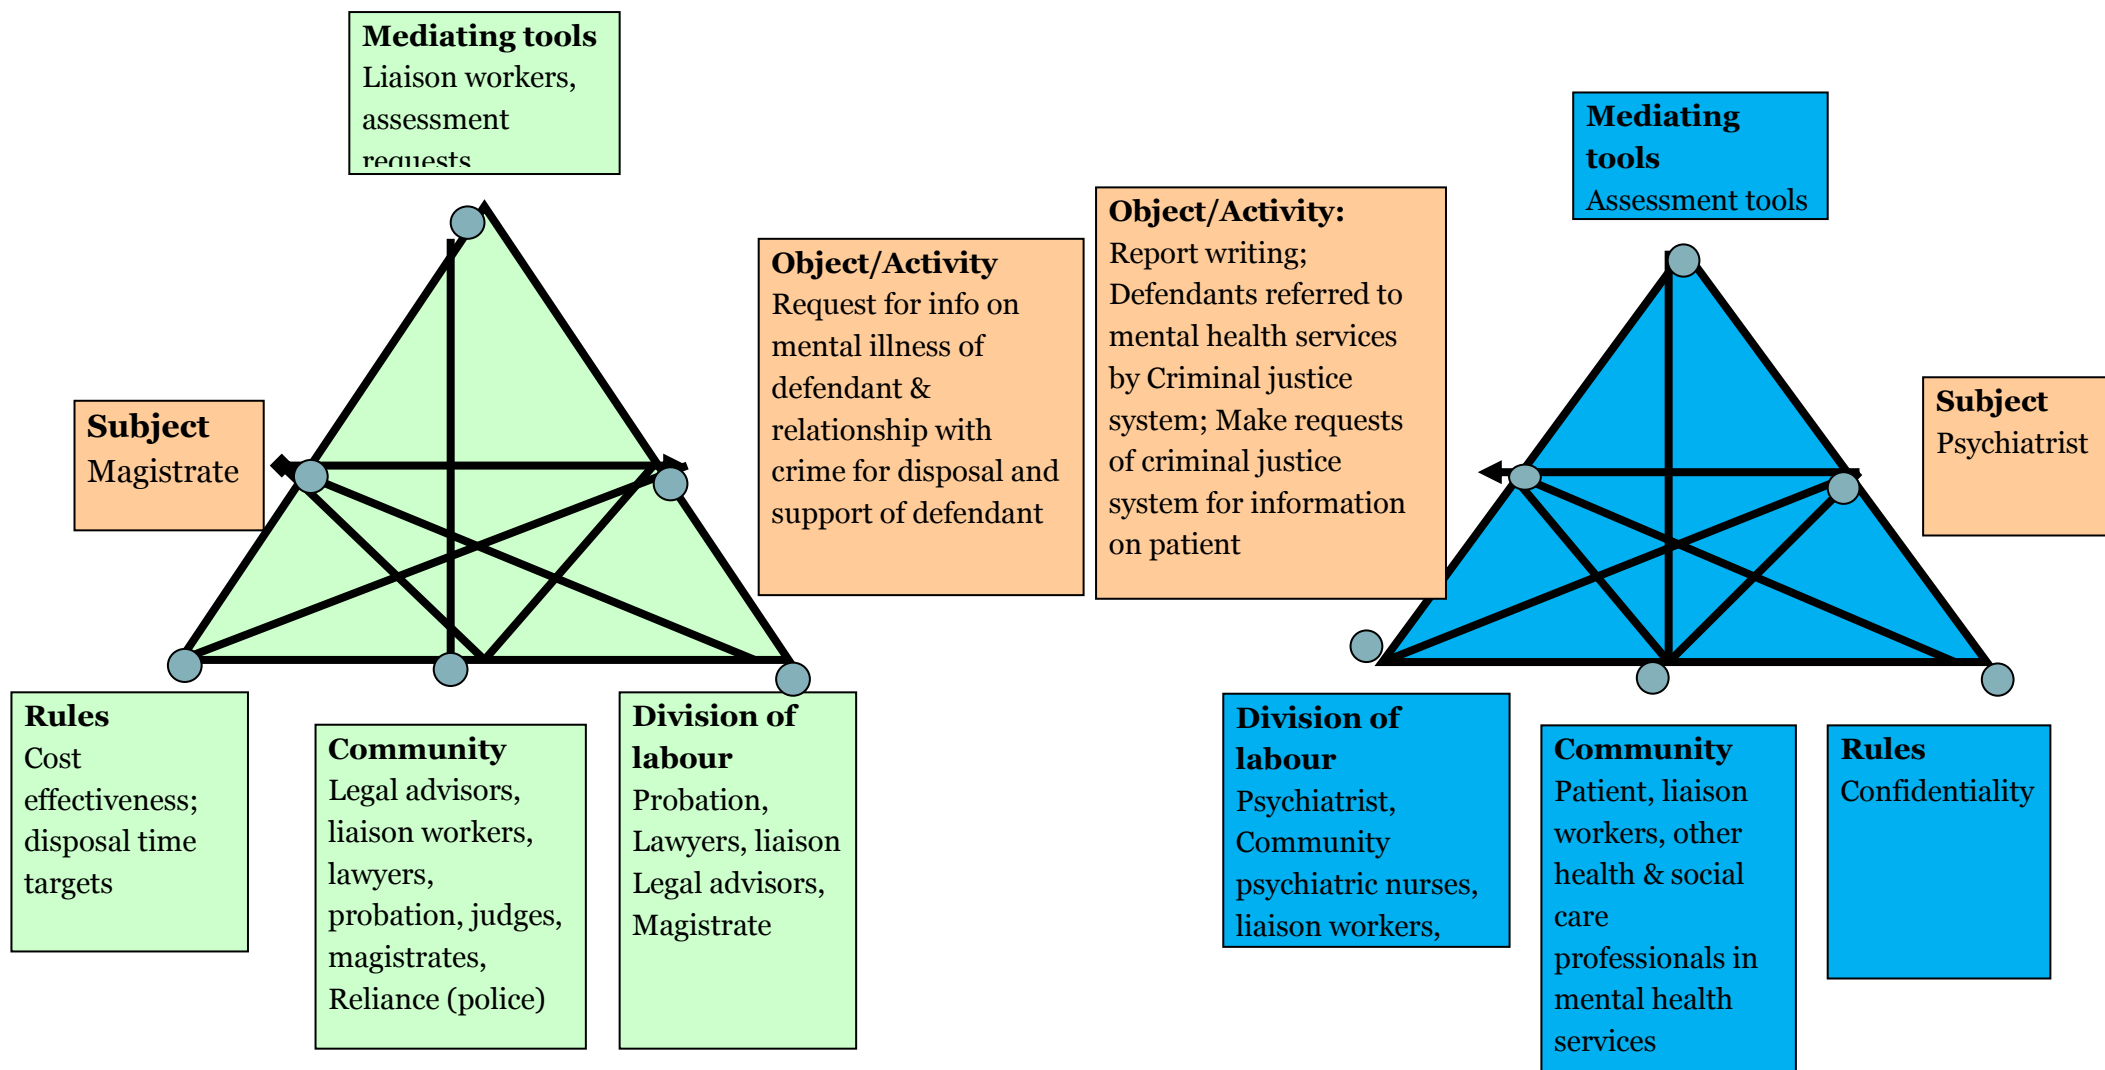 Mediating tools
Liaison workers,
assessment
requests
Subject
Magistrate
Object/Activity
Request for info on
mental illness of
defendant &
relationship with
crime for disposal and
support of defendant
Rules
Cost
effectiveness;
disposal time
targets
Community
Legal advisors,
liaison workers,
lawyers,
probation, judges,
magistrates,
Reliance (police)
Division of
labour
Probation,
Lawyers, liaison
Legal advisors,
Magistrate
Object/Activity:
Report writing;
Defendants referred to
mental health services
by Criminal justice
system; Make requests
of criminal justice
system for information
on patient
Mediating
tools
Assessment tools
Subject
Psychiatrist
Division of
labour
Psychiatrist,
Community
psychiatric nurses,
liaison workers,
Community
Patient, liaison
workers, other
health & social
care
professionals in
mental health
services
Rules
Confidentiality